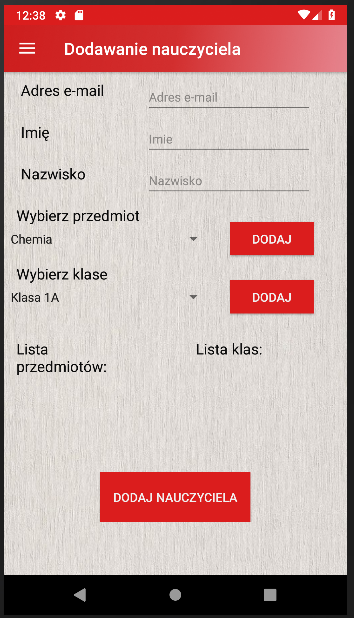 12:38
Dodawanie nauczyciela
Adres e-mail
Adres e-mail
Imię
Imie
Nazwisko
Nazwisko
Wybierz przedmiot
Chemia
DODAJ
Wybierz klase
Klasa 1A
DODAJ
Lista
przedmiotów:
Lista klas:
DODAJ NAUCZYCIELA